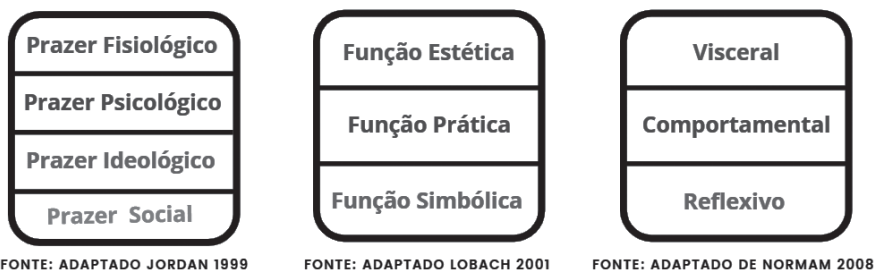 Prazer Fisiológico
Prazer Psicológico
Prazer Ideológico
Prazer Social
FONTE: ADAPTADO JORDAN 1999
Função Estética
Função Prática
Função Simbólica
FONTE: ADAPTADO LOBACH 2001
Visceral
Comportamental
Reflexivo
FONTE: ADAPTADO DE NORMAM 2008